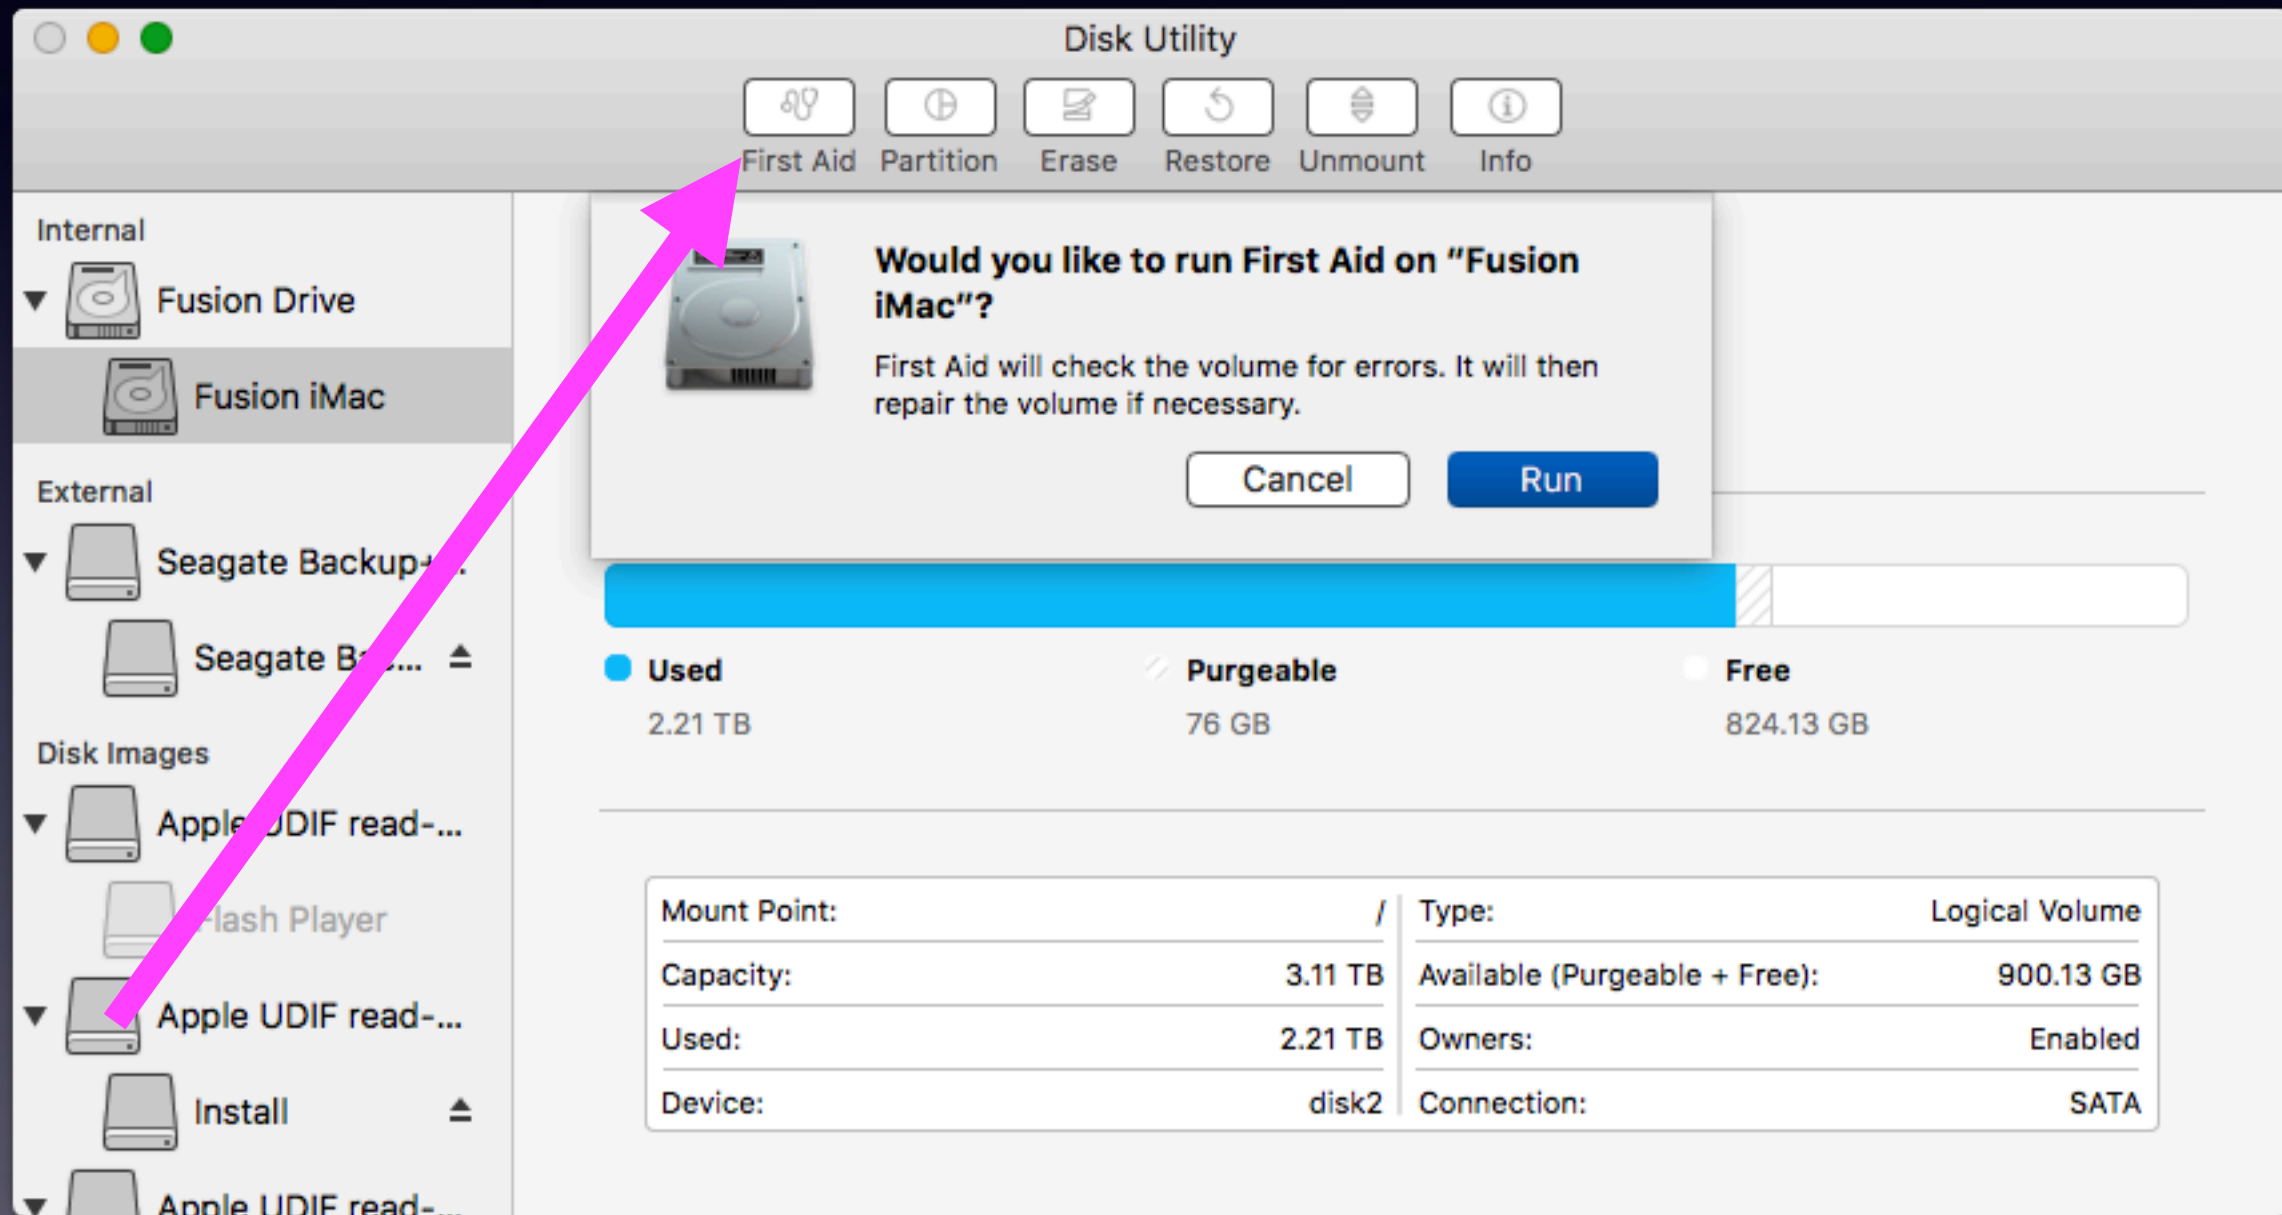 Disk Utility
First Aid Partition Erase Restore Unmount Info
Internal
Fusion Drive
Fusion iMac
External
Seagate Backup+...
Seagate Bac...
Disk Images
Apple UDIF read-...
Flash Player
Apple UDIF read-...
Install
Apple UDIF read-...
Would you like to run First Aid on "Fusion
iMac"?
First Aid will check the volume for errors. It will then
repair the volume if necessary.
Cancel Run
Used Purgeable Free
2.21 TB 76 GB 824.13 GB
Mount Point: / Type: Logical Volume
Capacity: 3.11 TB Available (Purgeable + Free): 900.13 GB
Used: 2.21 TB Owners: Enabled
Device: disk2 Connection: SATA